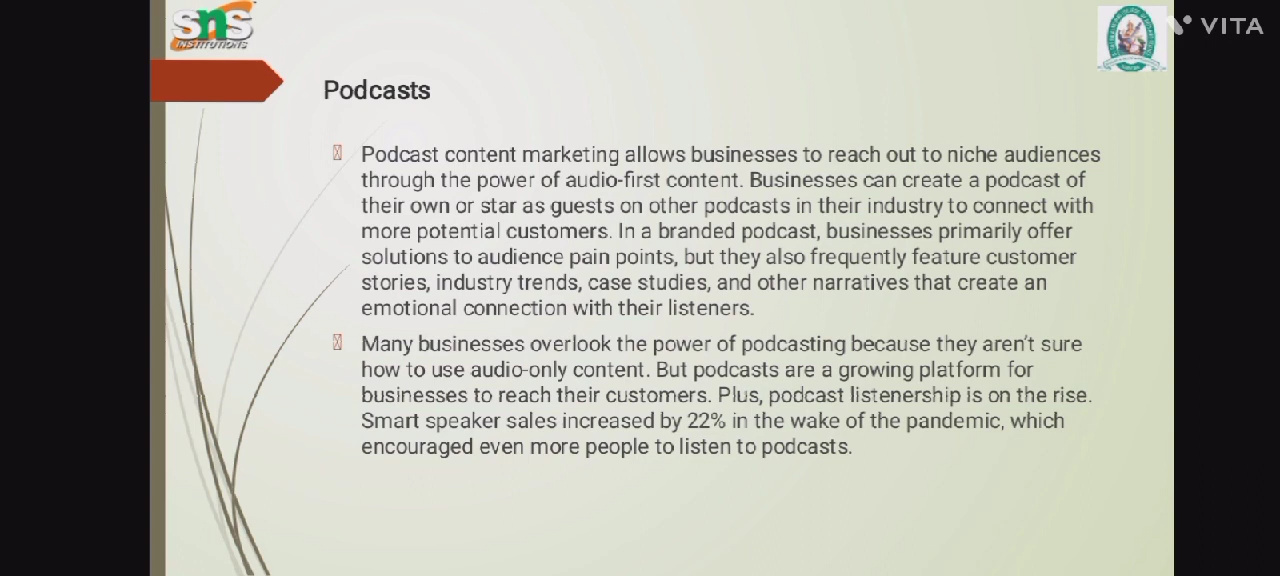 SNS
INSTITUTIONS
VITA
Podcasts
Podcast content marketing allows businesses to reach out to niche audiences
through the power of audio-first content. Businesses can create a podcast of
their own or star as guests on other podcasts in their industry to connect with
more potential customers. In a branded podcast, businesses primarily offer
solutions to audience pain points, but they also frequently feature customer
stories, industry trends, case studies, and other narratives that create an
emotional connection with their listeners.
Many businesses overlook the power of podcasting because they aren't sure
how to use audio-only content. But podcasts are a growing platform for
businesses to reach their customers. Plus, podcast listenership is on the rise.
Smart speaker sales increased by 22% in the wake of the pandemic, which
encouraged even more people to listen to podcasts.